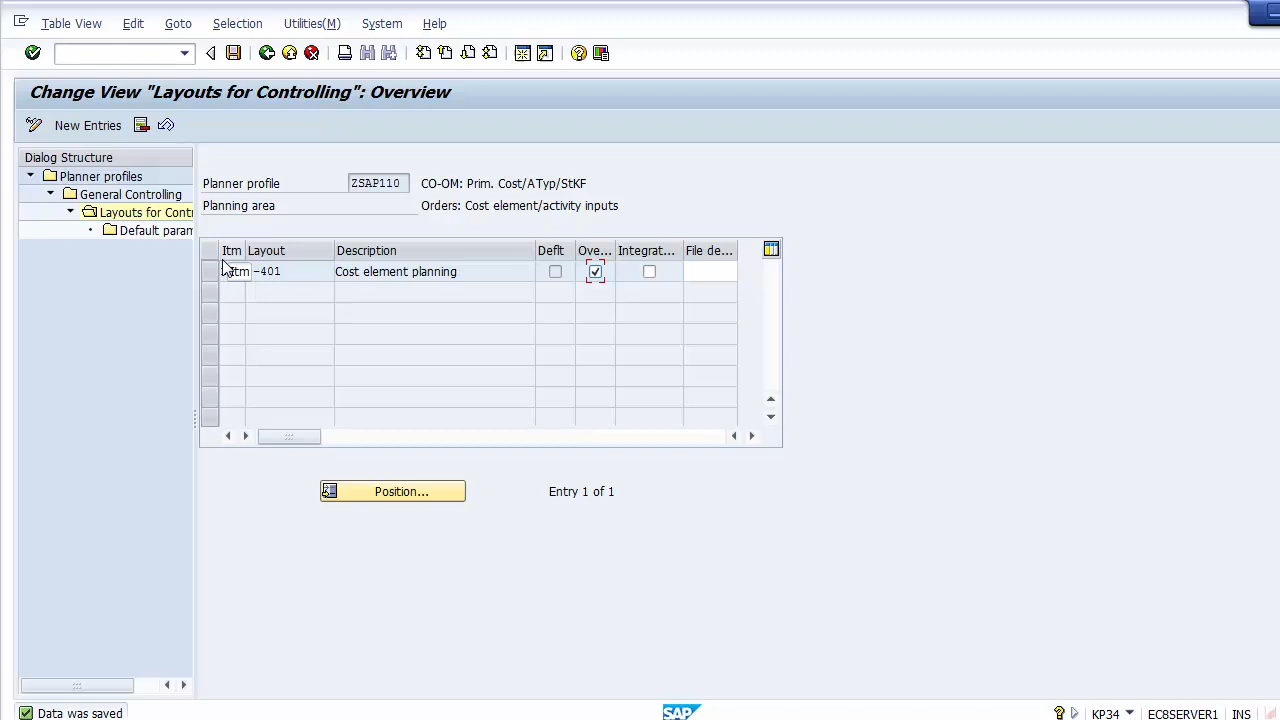 Table View Edit Goto Selection Utilities(M) System Help
Change View "Layouts for Controlling": Overview
New Entries
Dialog Structure
Planner profiles
General Controlling
Layouts for Contr
Default param
Planner profile ZSAP110 CO-OM: Prim. Cost/ATyp/StKF
Planning area Orders: Cost element/activity inputs
Itm Layout Description Deflt Ove... Integrat... File de...
Itm -401 Cost element planning
Position... Entry 1 of 1
Data was saved SAP KR34 EC8SERVER1 INS